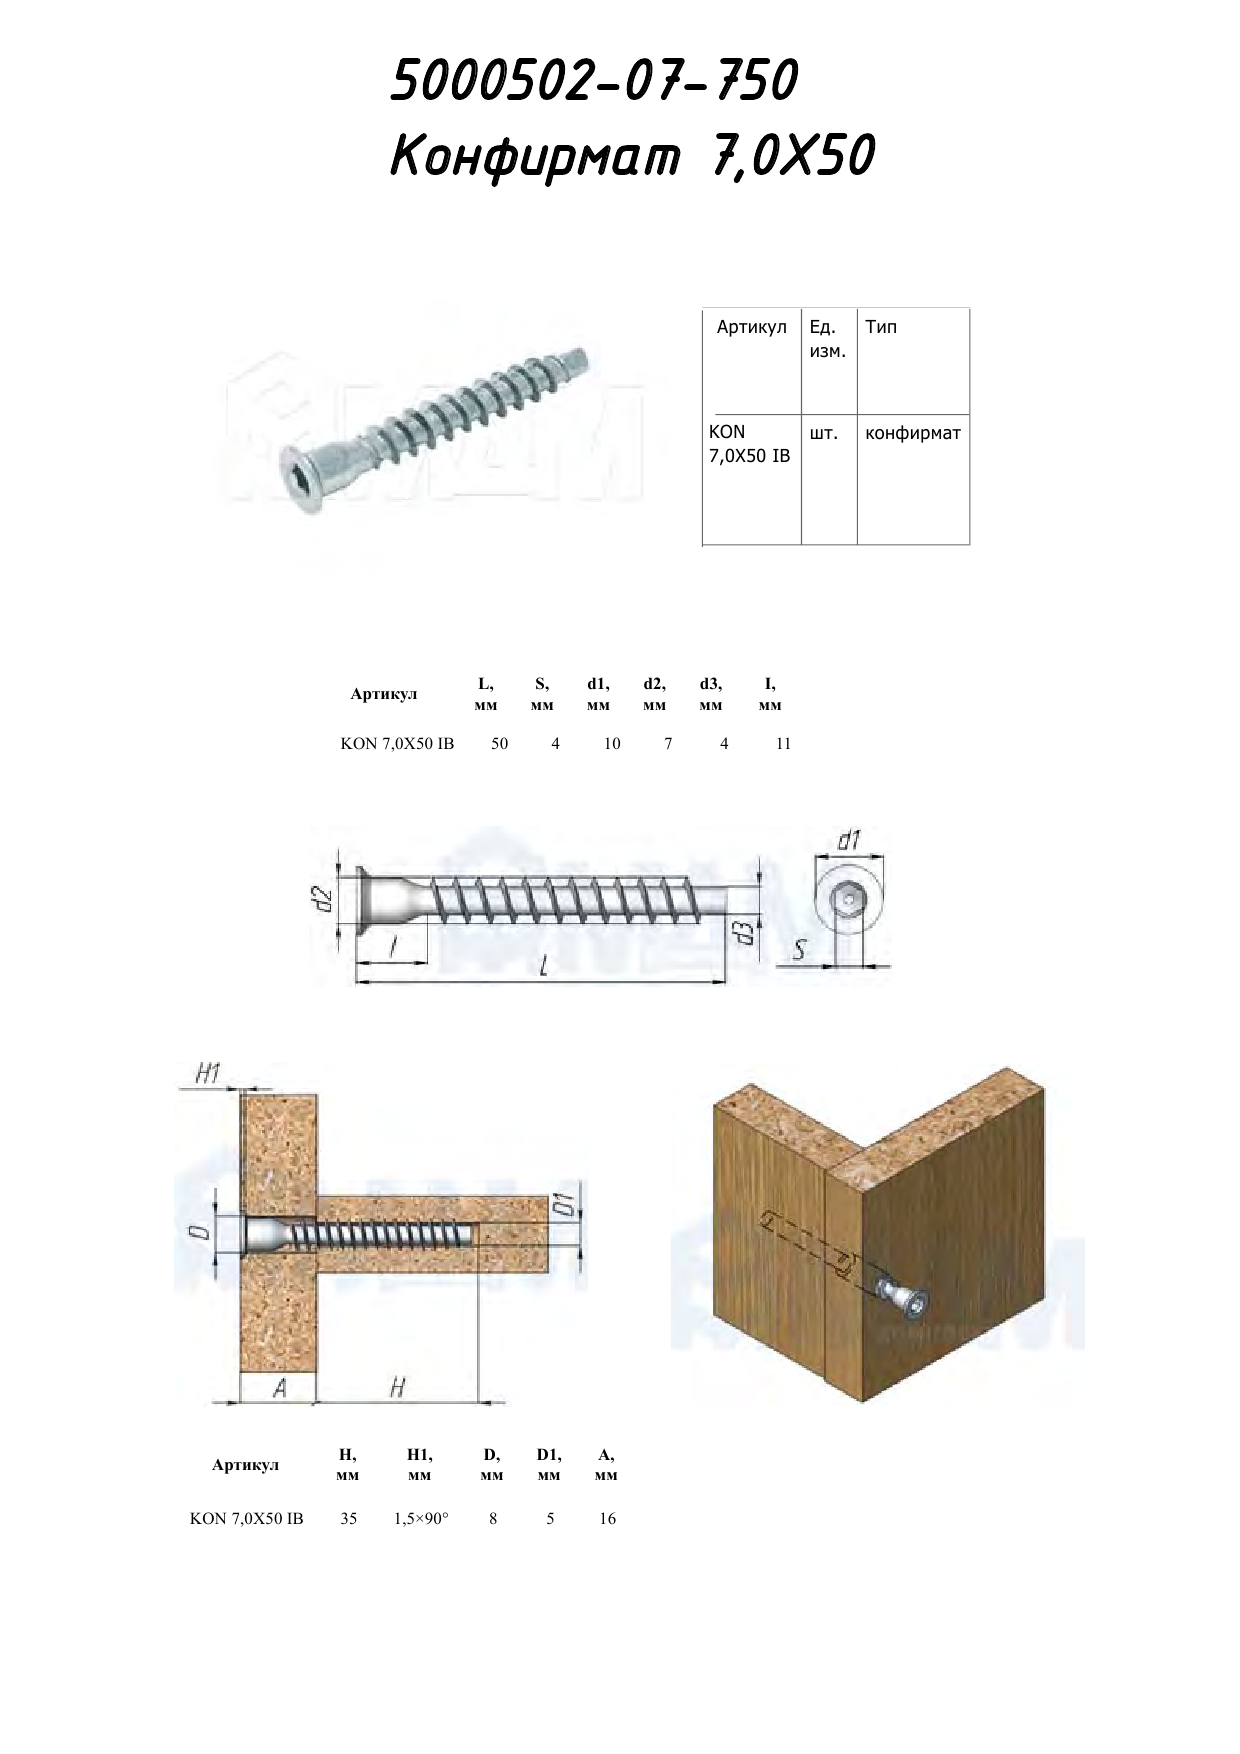 5000502-07-750
Конфирмат 7,0X50
Артикул Ед. Тип
изм.
KON шт. конфирмат
7,0X50 IB
Артикул L, мм S, мм d1, мм d2, мм d3, мм I, мм
KON 7,0X50 IB 50 4 10 7 4 11
d1
d2
d3
S
l
L
H1
D
D1
A
H
Артикул H, мм H1, мм D, мм D1, мм A, мм
KON 7,0X50 IB 35 1,5×90° 8 5 16